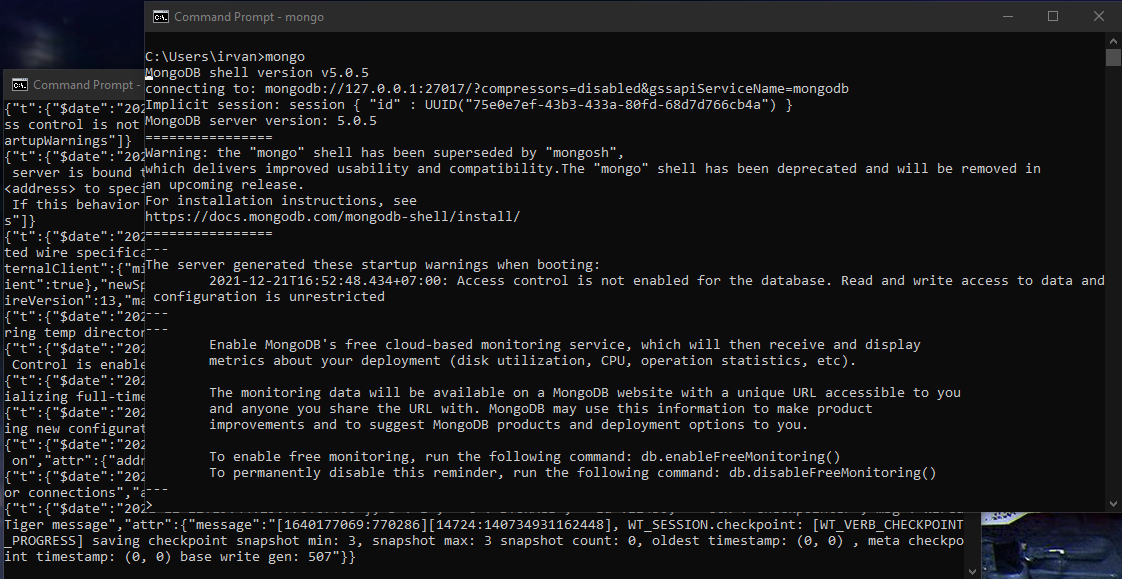 Command Prompt - mongo
C:\Users\irvan>mongo
MongoDB shell version v5.0.5
connecting to: mongodb://127.0.0.1:27017/?compressors=disabled&gssapiServiceName=mongodb
Implicit session: session { "id" : UUID("75e0e7ef-43b3-433a-80fd-68d7d766cb4a") }
MongoDB server version: 5.0.5
================
Warning: the "mongo" shell has been superseded by "mongosh",
which delivers improved usability and compatibility.The "mongo" shell has been deprecated and will be removed in
an upcoming release.
For installation instructions, see
https://docs.mongodb.com/mongodb-shell/install/
================
---
The server generated these startup warnings when booting:
2021-12-21T16:52:48.434+07:00: Access control is not enabled for the database. Read and write access to data and
configuration is unrestricted
---
---
Enable MongoDB's free cloud-based monitoring service, which will then receive and display
metrics about your deployment (disk utilization, CPU, operation statistics, etc).
The monitoring data will be available on a MongoDB website with a unique URL accessible to you
and anyone you share the URL with. MongoDB may use this information to make product
improvements and to suggest MongoDB products and deployment options to you.
To enable free monitoring, run the following command: db.enableFreeMonitoring()
To permanently disable this reminder, run the following command: db.disableFreeMonitoring()
---
>
Command Prompt -
{"t":{"$date":"202
ss control is not
artupWarnings"]}
{"t":{"$date":"202
server is bound t
<address> to speci
If this behavior
s"]}
{"t":{"$date":"202
ted wire specifica
ternalClient":{"mi
ient":true},"newSp
ireVersion":13,"ma
{"t":{"$date":"202
ring temp director
{"t":{"$date":"202
Control is enable
{"t":{"$date":"202
ializing full-time
{"t":{"$date":"202
ing new configurat
{"t":{"$date":"202
on","attr":{"addr
{"t":{"$date":"202
or connections","a
{"t":{"$date":"202
Tiger message","attr":{"message":"[1640177069:770286][14724:140734931162448], WT_SESSION.checkpoint: [WT_VERB_CHECKPOINT
_PROGRESS] saving checkpoint snapshot min: 3, snapshot max: 3 snapshot count: 0, oldest timestamp: (0, 0) , meta checkpo
int timestamp: (0, 0) base write gen: 507"}}